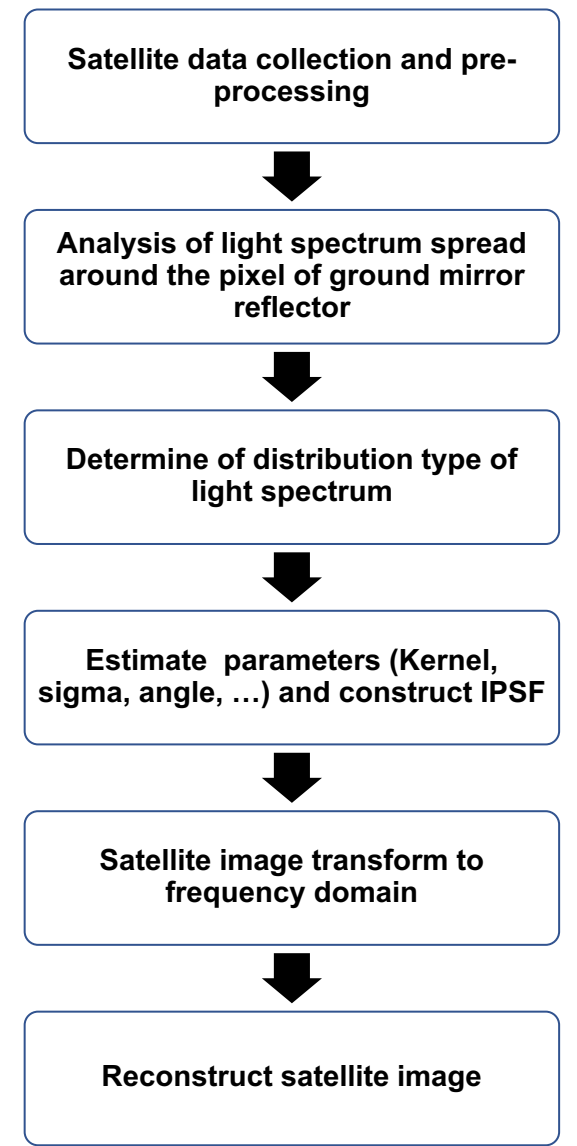 Satellite data collection and pre-
processing
Analysis of light spectrum spread
around the pixel of ground mirror
reflector
Determine of distribution type of
light spectrum
Estimate  parameters (Kernel,
sigma, angle, …) and construct IPSF
Satellite image transform to
frequency domain
Reconstruct satellite image